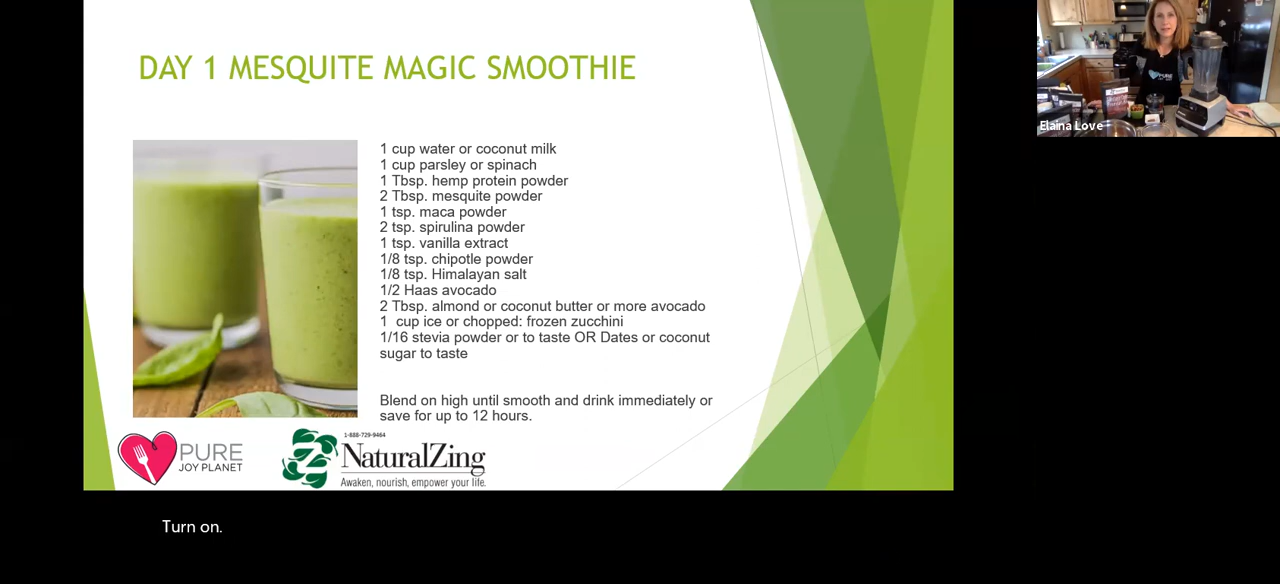 DAY 1 MESQUITE MAGIC SMOOTHIE
1 cup water or coconut milk
1 cup parsley or spinach
1 Tbsp. hemp protein powder
2 Tbsp. mesquite powder
1 tsp. maca powder
2 tsp. spirulina powder
1 tsp. vanilla extract
1/8 tsp. chipotle powder
1/8 tsp. Himalayan salt
1/2 Haas avocado
2 Tbsp. almond or coconut butter or more avocado
1  cup ice or chopped: frozen zucchini
1/16 stevia powder or to taste OR Dates or coconut
sugar to taste
Blend on high until smooth and drink immediately or
save for up to 12 hours.
PURE
JOY PLANET
1-888-729-9464
NaturalZing
Awaken, nourish, empower your life.
Elaina Love
PURE
Turn on.